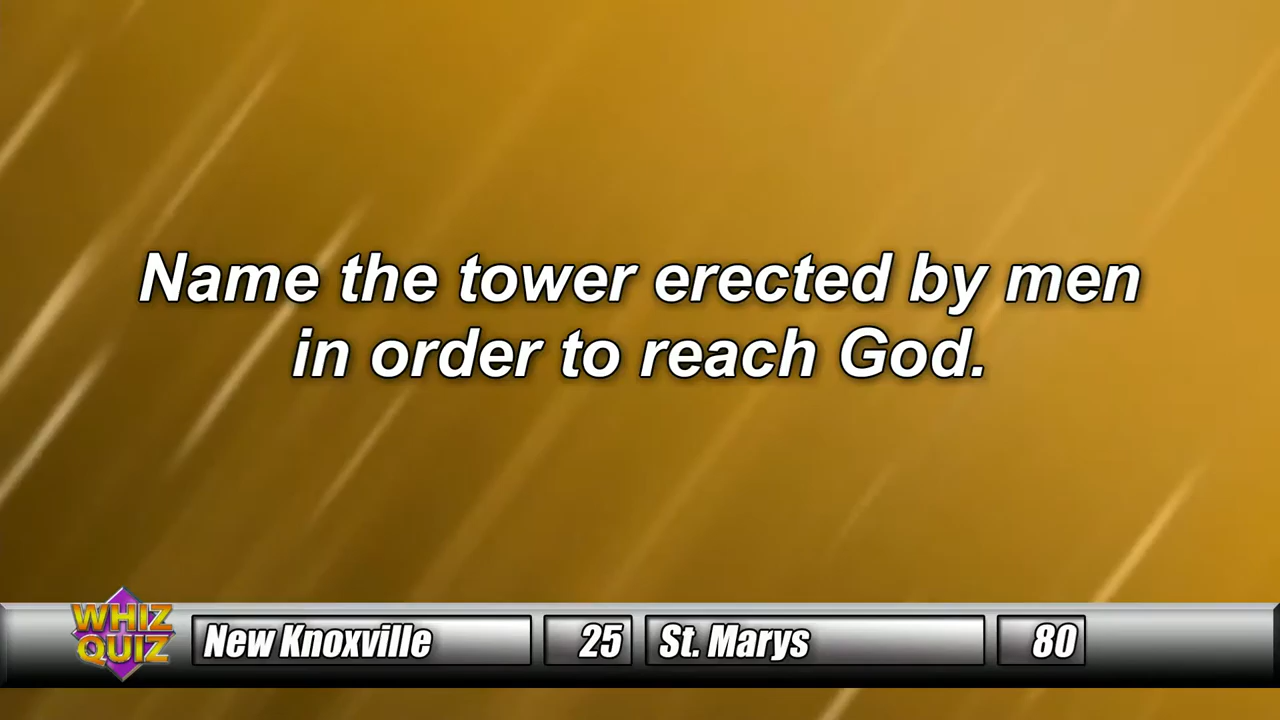 Name the tower erected by men
in order to reach God.
WHIZ
QUIZ
New Knoxville 25 St. Marys 80